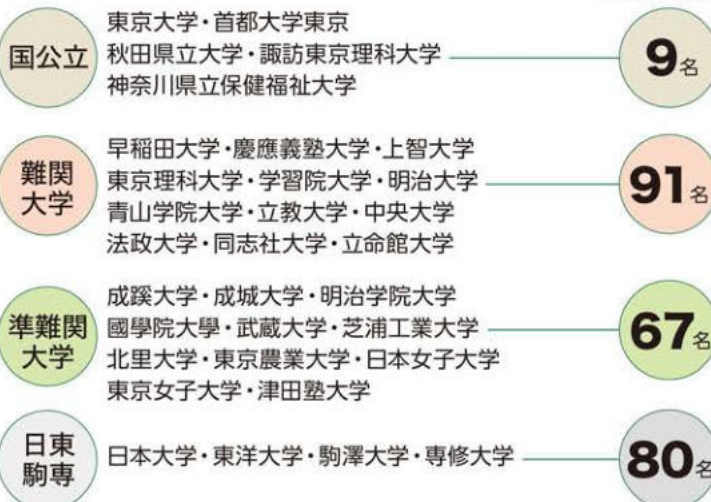 国公立
東京大学・首都大学東京
秋田県立大学・諏訪東京理科大学
神奈川県立保健福祉大学
9名
難関
大学
早稲田大学・慶應義塾大学・上智大学
東京理科大学・学習院大学・明治大学
青山学院大学・立教大学・中央大学
法政大学・同志社大学・立命館大学
91名
準難関
大学
成蹊大学・成城大学・明治学院大学
國學院大學・武蔵大学・芝浦工業大学
北里大学・東京農業大学・日本女子大学
東京女子大学・津田塾大学
67名
日東
駒専
日本大学・東洋大学・駒澤大学・専修大学
80名